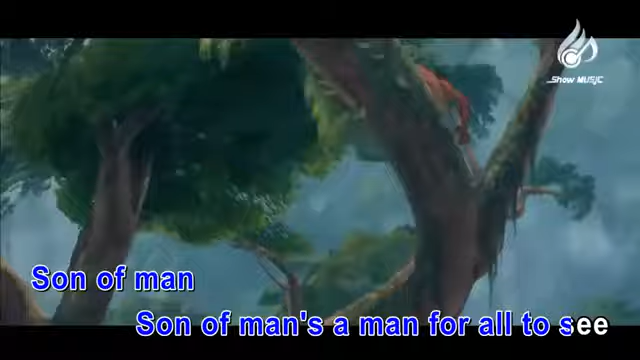 Show MUSIC
Son of man
Son of man's a man for all to see